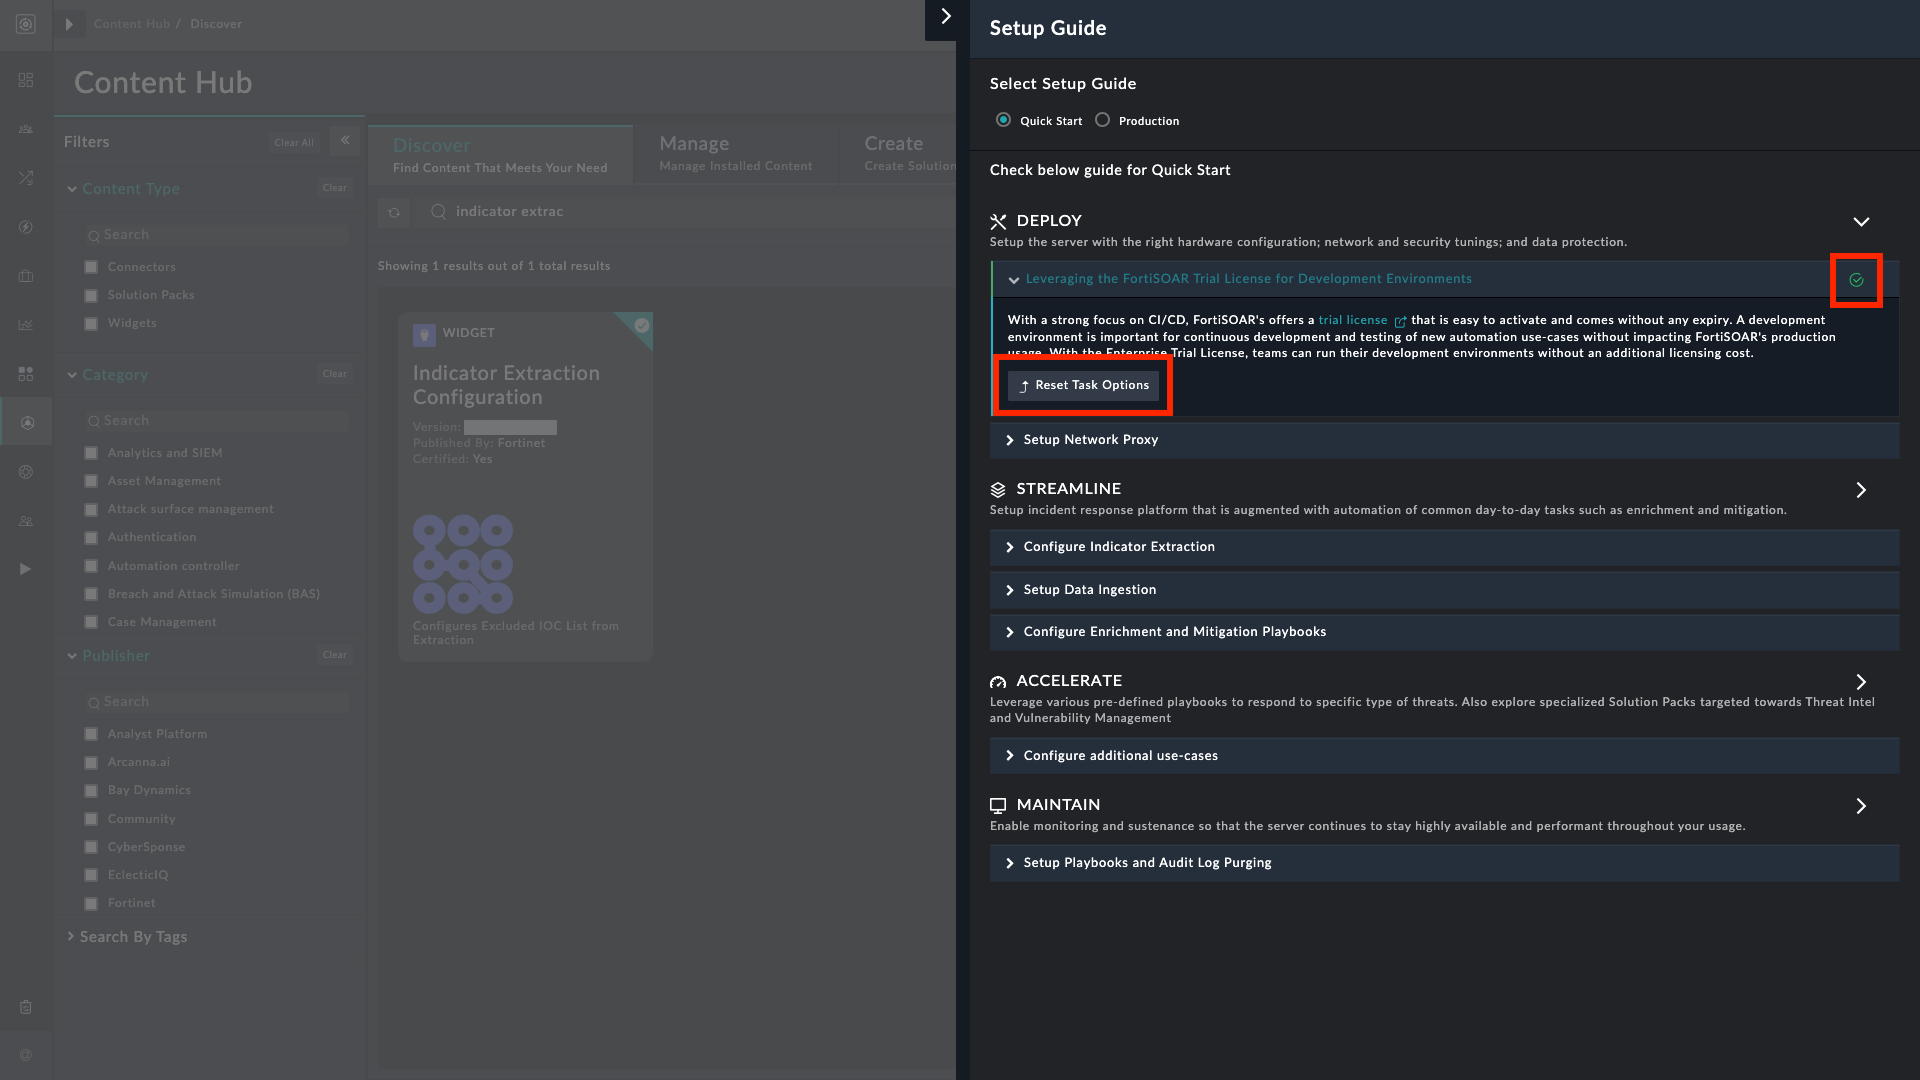 Content Hub / Discover
Content Hub
Filters
Clear All
Content Type
Clear
Search
Connectors
Solution Packs
Widgets
Category
Clear
Search
Analytics and SIEM
Asset Management
Attack surface management
Authentication
Automation controller
Breach and Attack Simulation (BAS)
Case Management
Publisher
Clear
Search
Analyst Platform
Arcanna.ai
Bay Dynamics
Community
CyberSponse
EclecticIQ
Fortinet
Search By Tags
Discover
Find Content That Meets Your Need
Manage
Manage Installed Content
Create
Create Solution
indicator extrac
Showing 1 results out of 1 total results
WIDGET
Indicator Extraction
Configuration
Version:
Published By: Fortinet
Certified: Yes
Configures Excluded IOC List from
Extraction
Setup Guide
Select Setup Guide
Quick Start
Production
Check below guide for Quick Start
DEPLOY
Setup the server with the right hardware configuration; network and security tunings; and data protection.
Leveraging the FortiSOAR Trial License for Development Environments
With a strong focus on CI/CD, FortiSOAR's offers a trial license that is easy to activate and comes without any expiry. A development
environment is important for continuous development and testing of new automation use-cases without impacting FortiSOAR's production
usage. With the Enterprise Trial License, teams can run their development environments without an additional licensing cost.
Reset Task Options
Setup Network Proxy
STREAMLINE
Setup incident response platform that is augmented with automation of common day-to-day tasks such as enrichment and mitigation.
Configure Indicator Extraction
Setup Data Ingestion
Configure Enrichment and Mitigation Playbooks
ACCELERATE
Leverage various pre-defined playbooks to respond to specific type of threats. Also explore specialized Solution Packs targeted towards Threat Intel
and Vulnerability Management
Configure additional use-cases
MAINTAIN
Enable monitoring and sustenance so that the server continues to stay highly available and performant throughout your usage.
Setup Playbooks and Audit Log Purging